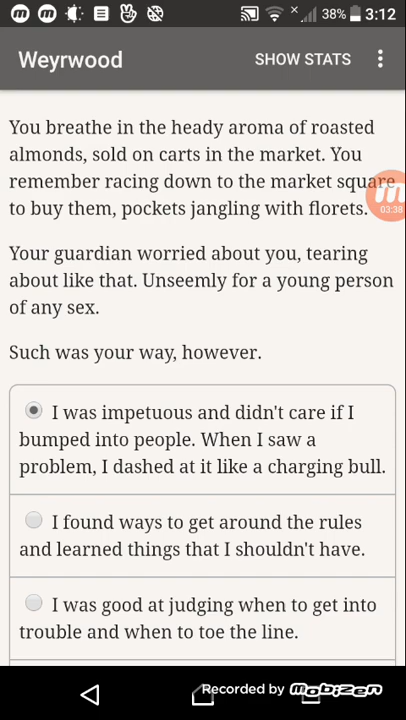 38% 3:12
Weyrwood SHOW STATS
You breathe in the heady aroma of roasted
almonds, sold on carts in the market. You
remember racing down to the market square
to buy them, pockets jangling with florets.
03:38
Your guardian worried about you, tearing
about like that. Unseemly for a young person
of any sex.
Such was your way, however.
I was impetuous and didn't care if I
bumped into people. When I saw a
problem, I dashed at it like a charging bull.
I found ways to get around the rules
and learned things that I shouldn't have.
I was good at judging when to get into
trouble and when to toe the line.
Recorded by mobizen